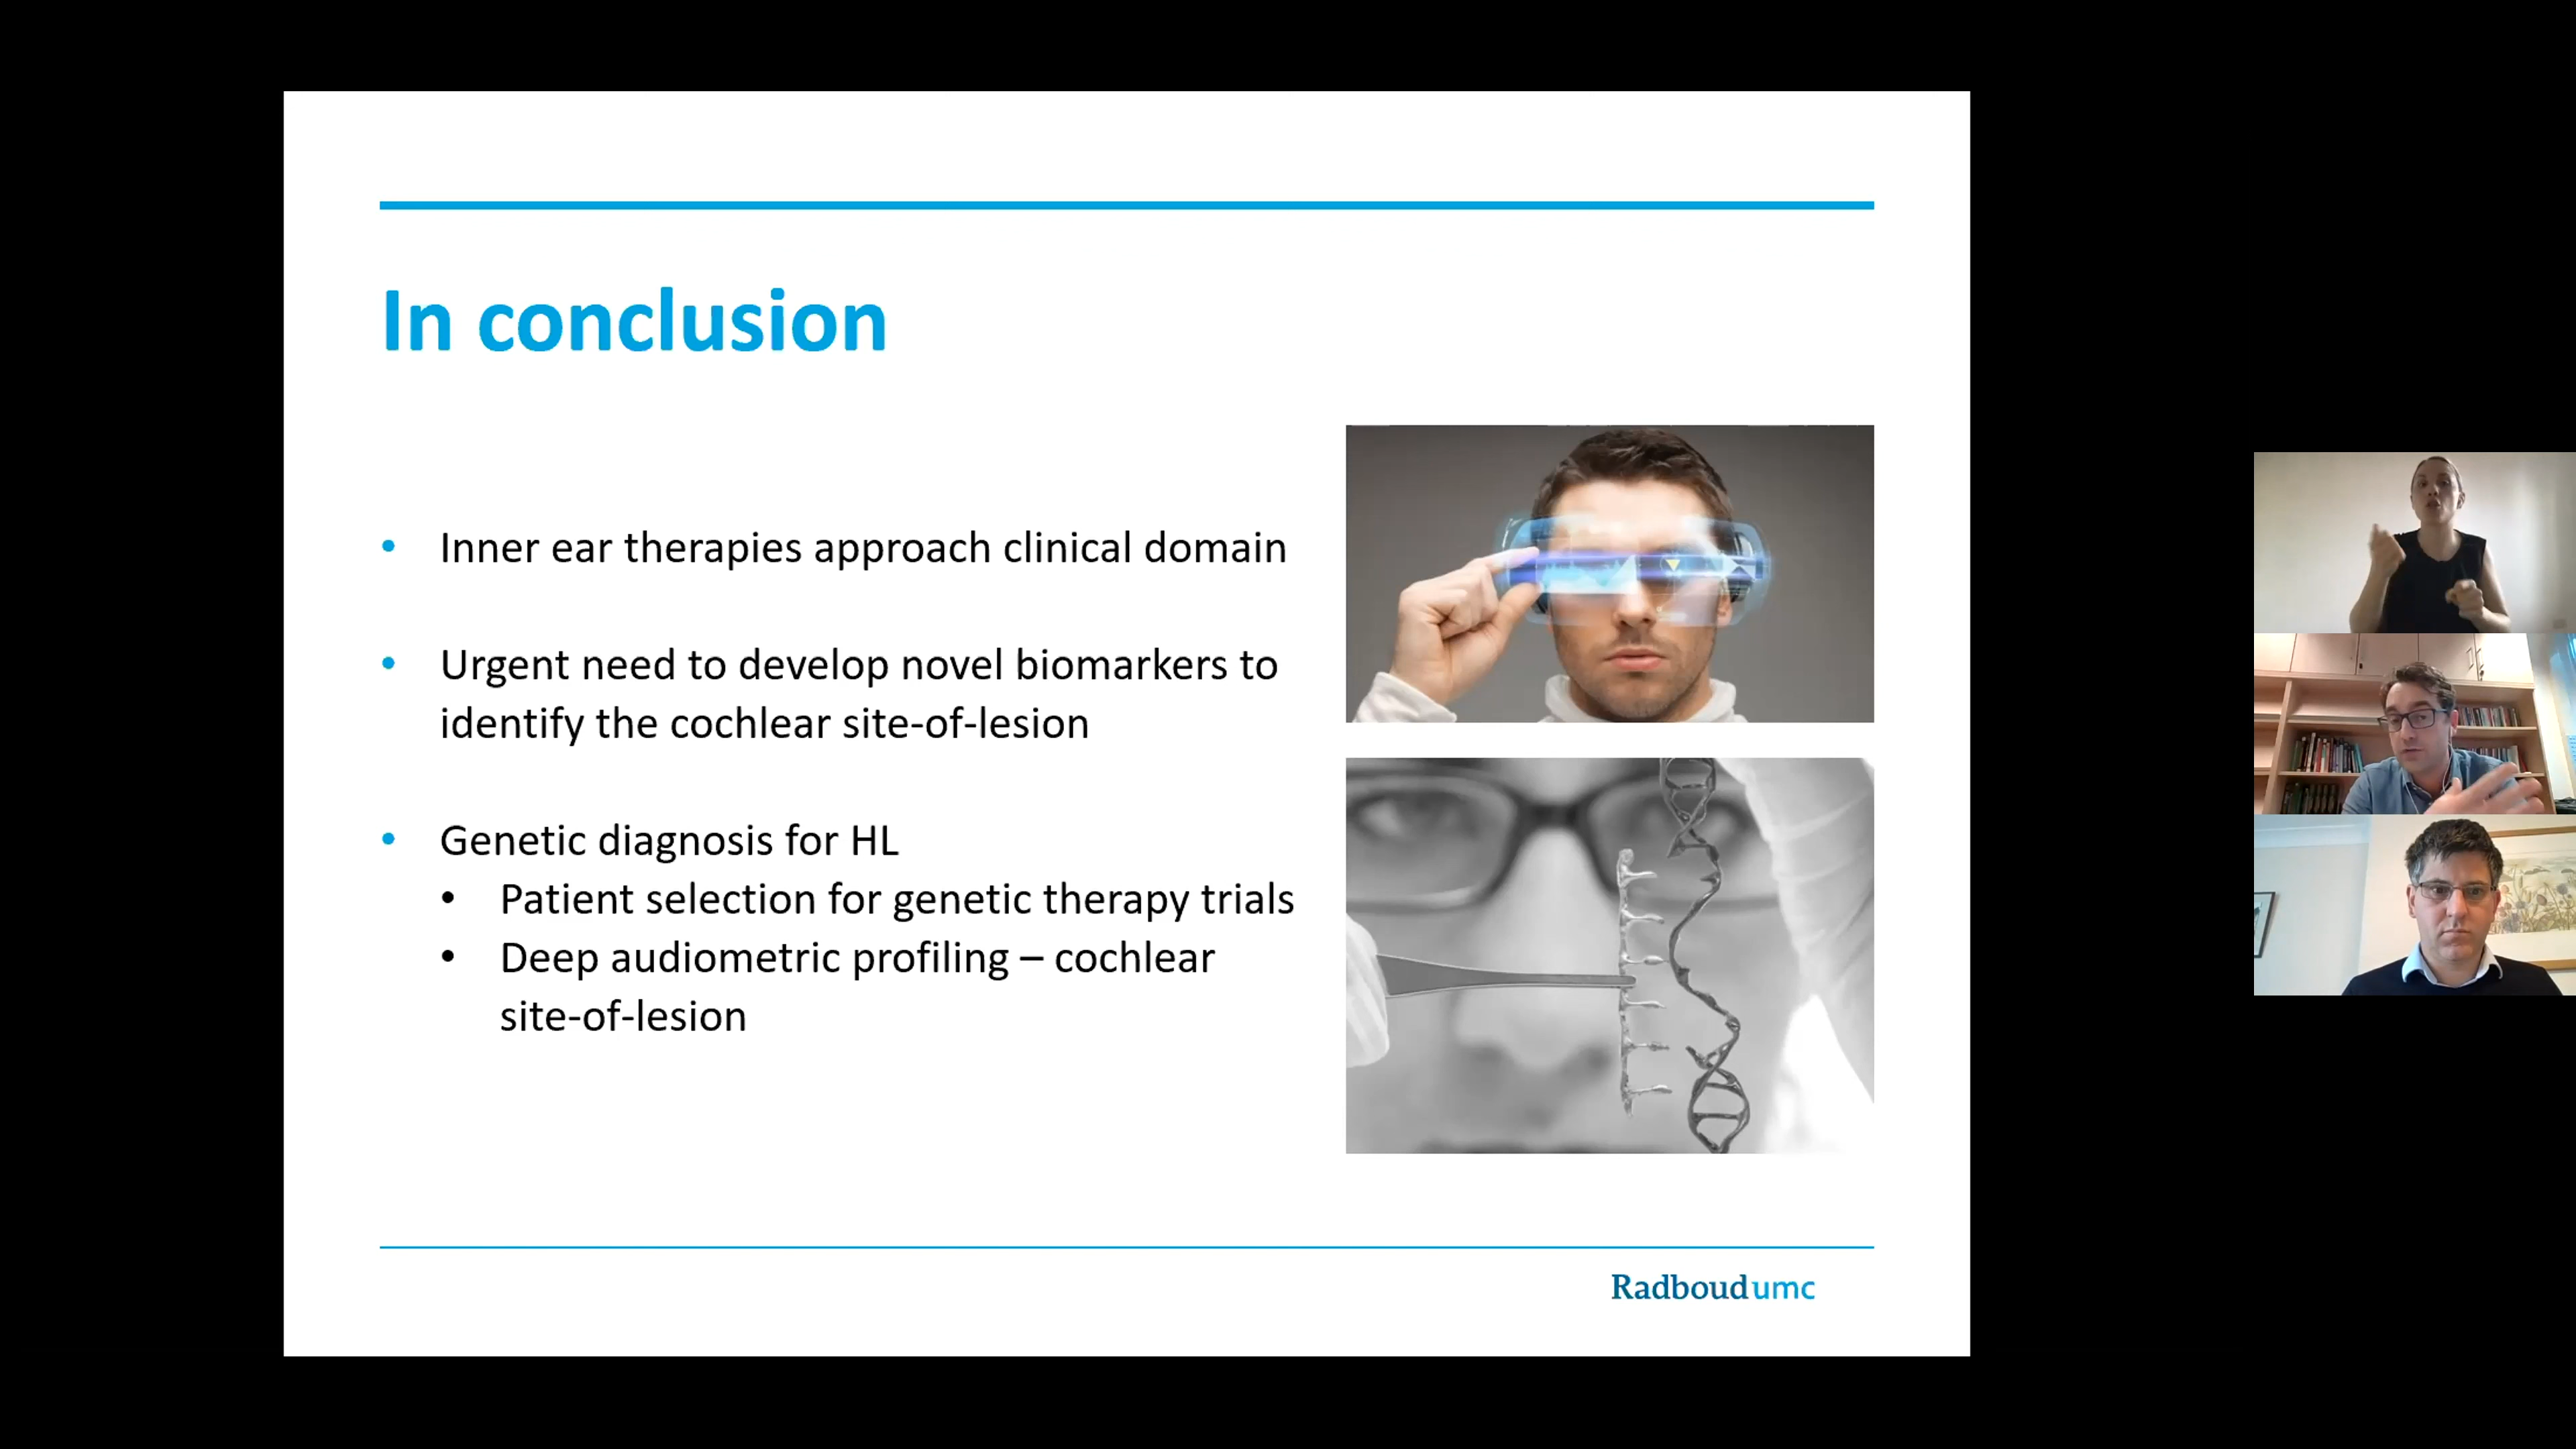 In conclusion
• Inner ear therapies approach clinical domain
• Urgent need to develop novel biomarkers to
identify the cochlear site-of-lesion
• Genetic diagnosis for HL
• Patient selection for genetic therapy trials
• Deep audiometric profiling – cochlear
site-of-lesion
Radboudumc